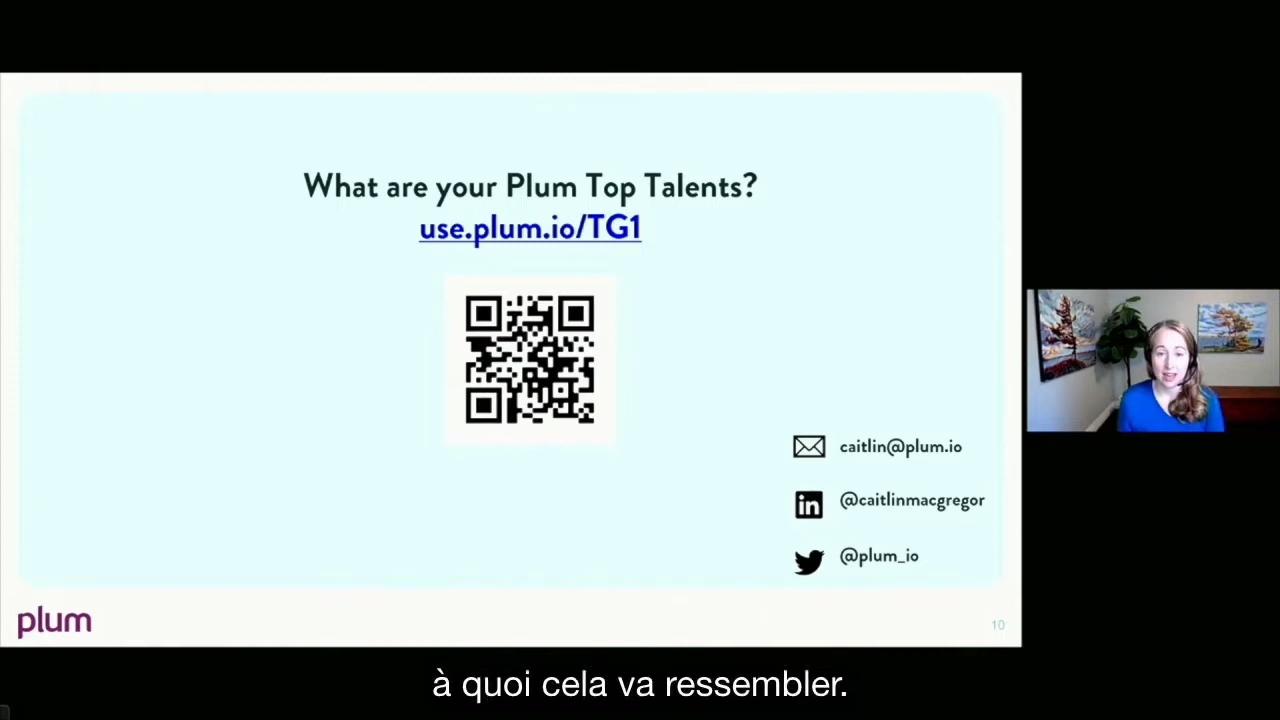 What are your Plum Top Talents?
use.plum.io/TG1
caitlin@plum.io
in
@caitlinmacgregor
@plum_io
plum
10
à quoi cela va ressembler.